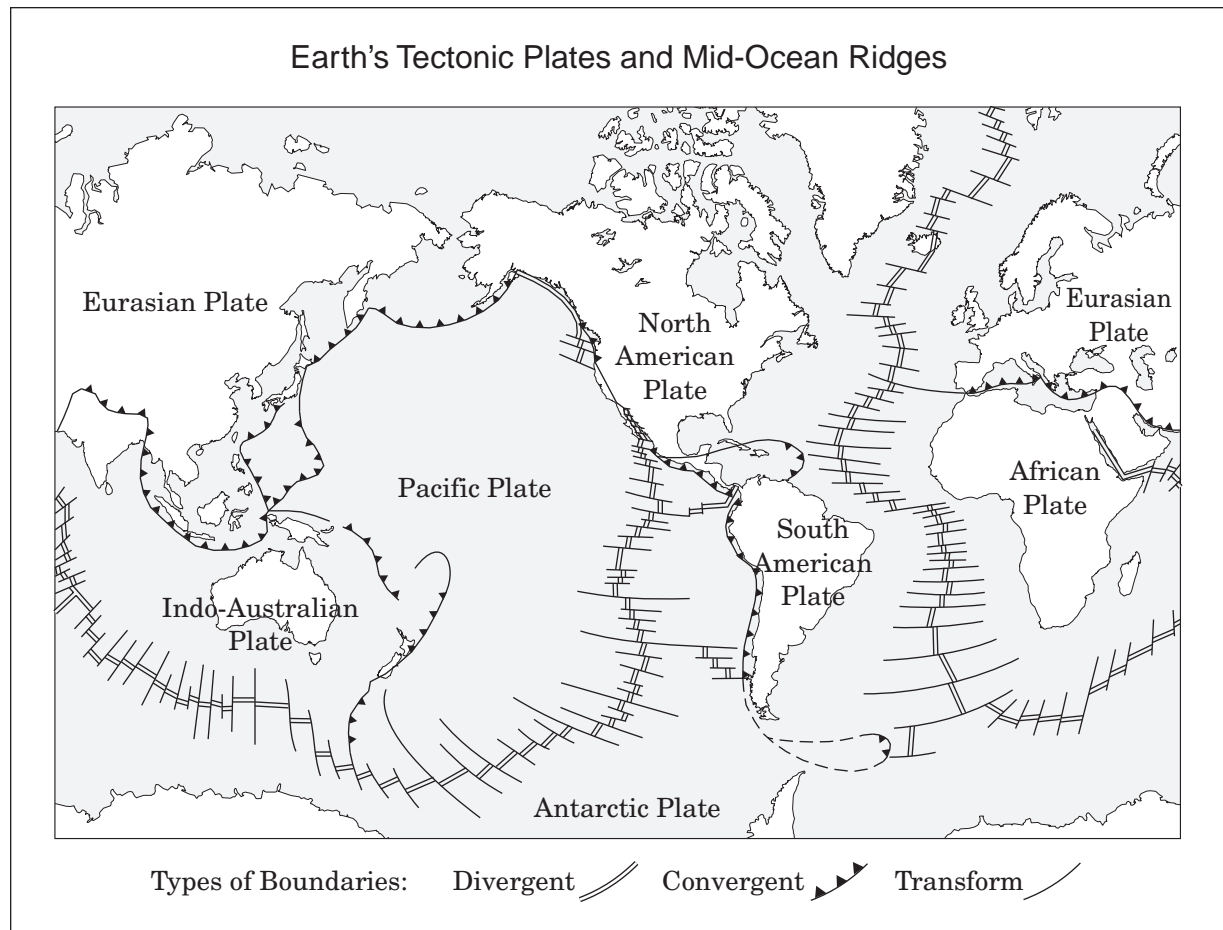 Earth's Tectonic Plates and Mid-Ocean Ridges
Eurasian Plate
North
American
Plate
Eurasian
Plate
Pacific Plate
African
Plate
South
American
Plate
Indo-Australian
Plate
Antarctic Plate
Types of Boundaries: Divergent Convergent Transform